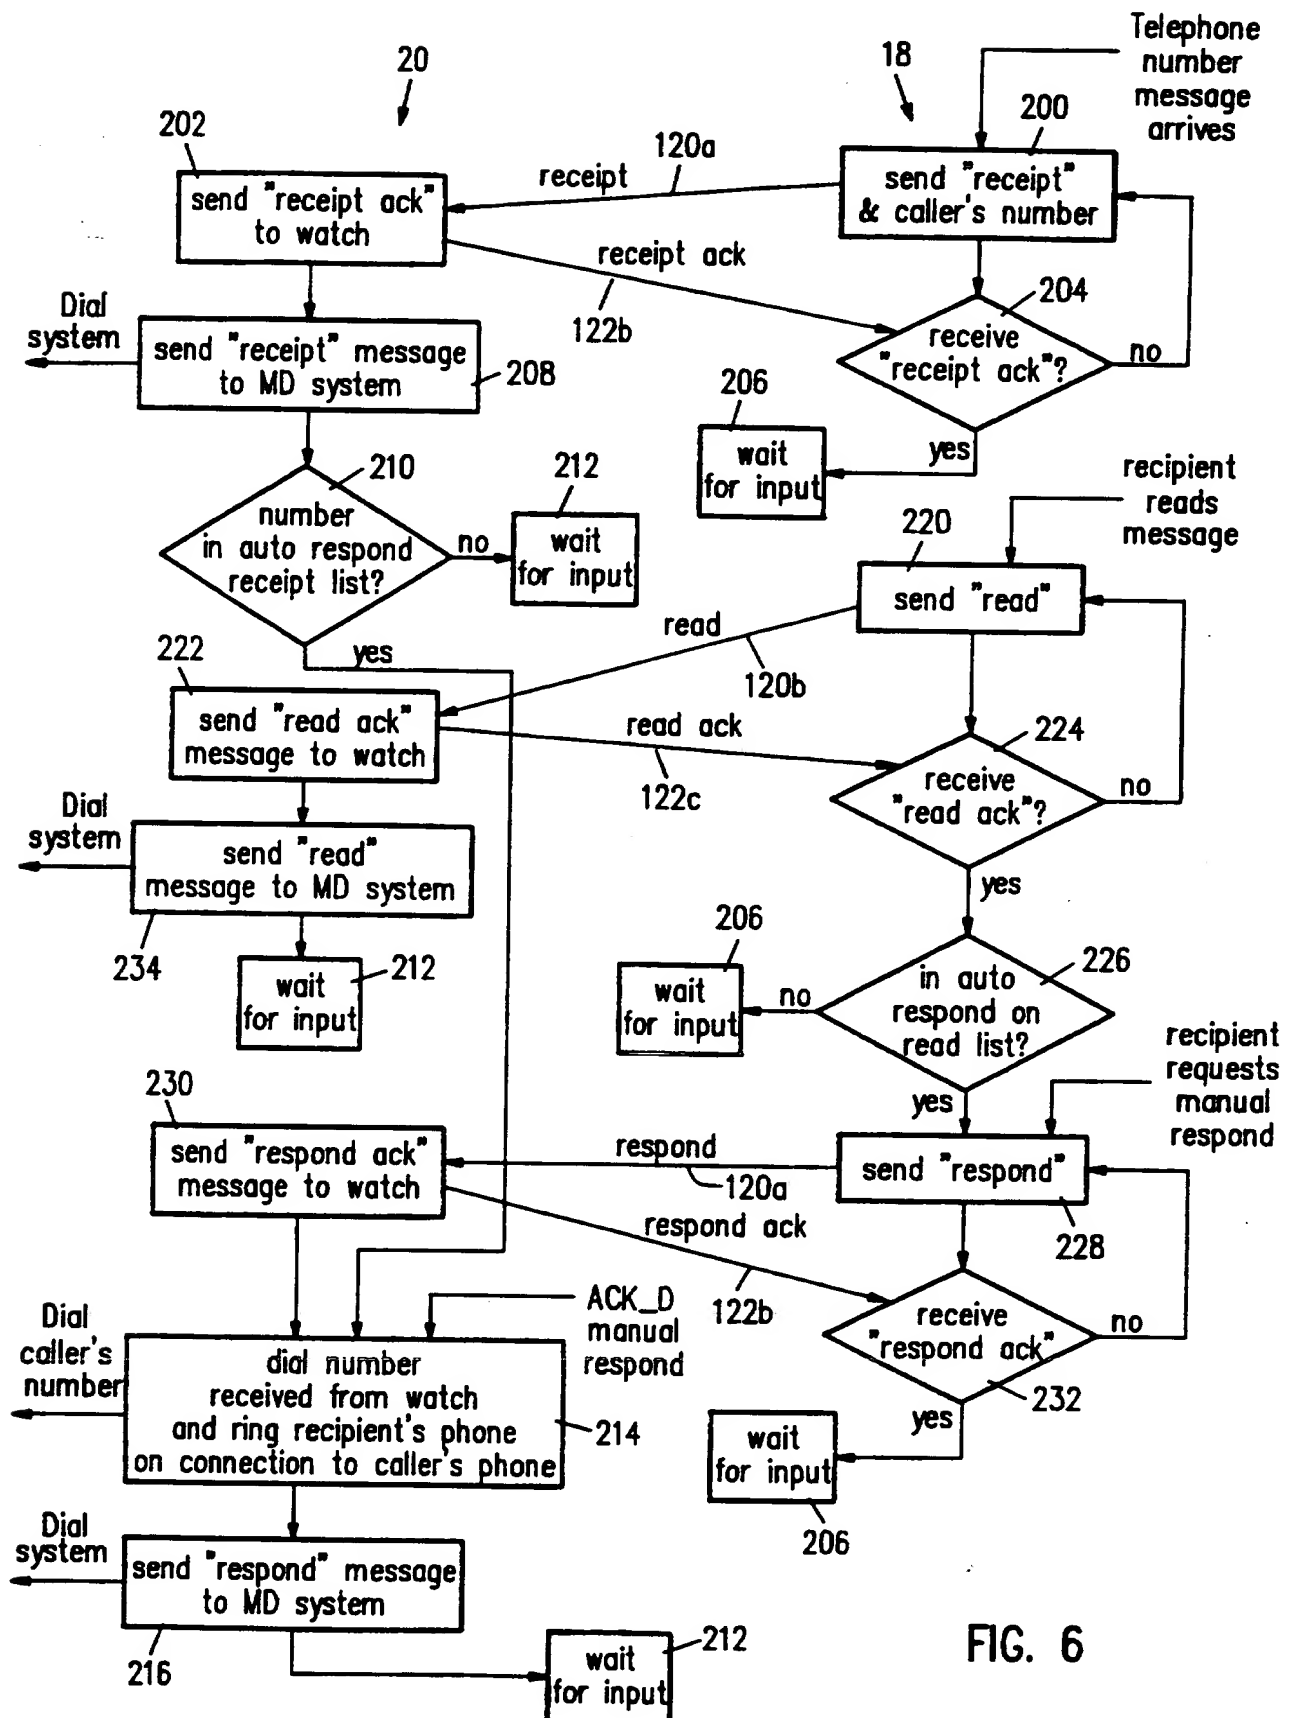 Telephone
number
message
arrives
20
18
200
202
120a
receipt
send "receipt ack"
to watch
send "receipt"
& caller's number
receipt ack
122b
204
Dial
system
send "receipt" message
to MD system
208
receive
"receipt ack"?
no
206
yes
wait
for input
210
212
number
in auto respond
receipt list?
no
wait
for input
recipient
reads
message
220
send "read"
read
120b
yes
222
send "read ack"
message to watch
read ack
122c
224
receive
"read ack"?
no
Dial
system
send "read"
message to MD system
yes
234
212
wait
for input
206
wait
for input
no
226
in auto
respond on
read list?
recipient
requests
manual
respond
yes
230
send "respond ack"
message to watch
respond
120a
send "respond"
228
respond ack
122b
receive
"respond ack"
no
232
yes
ACK_D
manual
respond
Dial
caller's
number
dial number
received from watch
and ring recipient's phone
on connection to caller's phone
214
wait
for input
206
Dial
system
send "respond" message
to MD system
216
212
wait
for input
FIG. 6